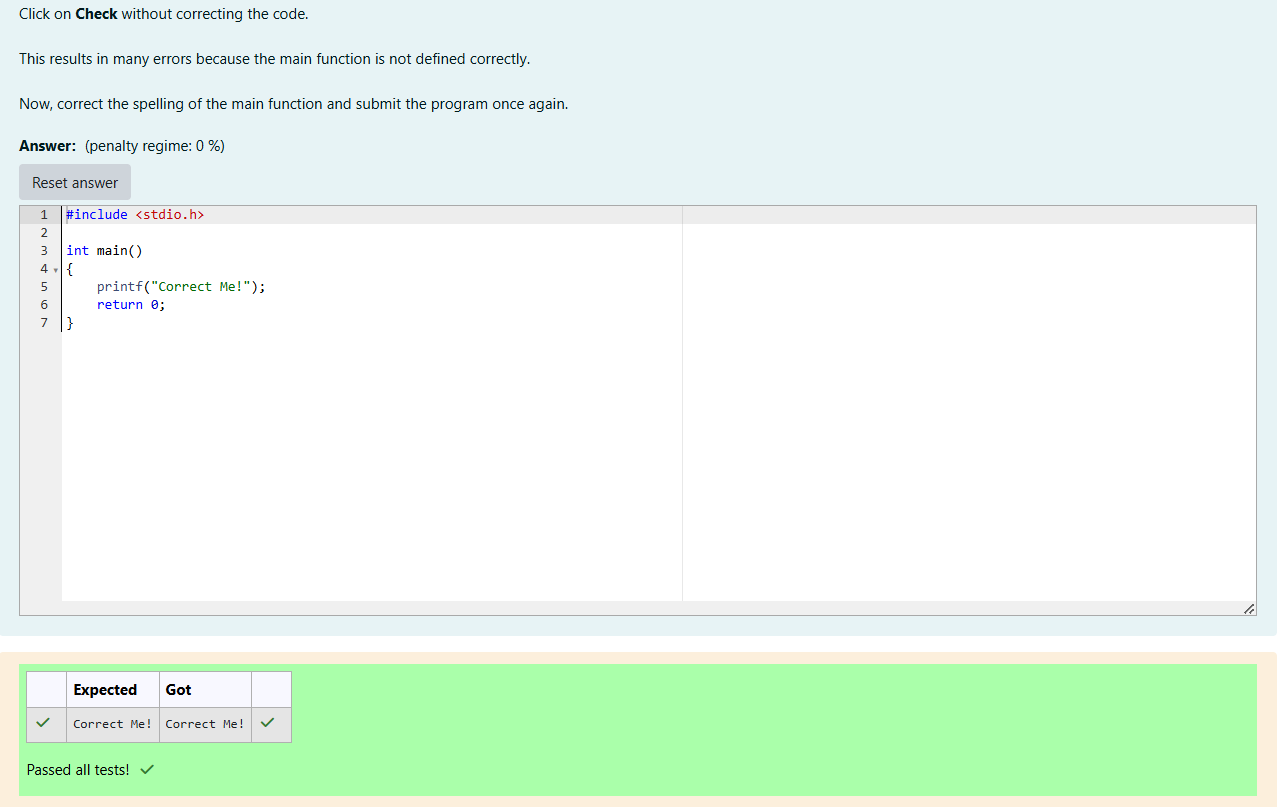 Click on Check without correcting the code.
This results in many errors because the main function is not defined correctly.
Now, correct the spelling of the main function and submit the program once again.
Answer: (penalty regime: 0 %)
Reset answer
1 #include <stdio.h>
2
3 int main()
4 {
5     printf("Correct Me!");
6     return 0;
7 }
Expected Got
Correct Me! Correct Me!
Passed all tests!